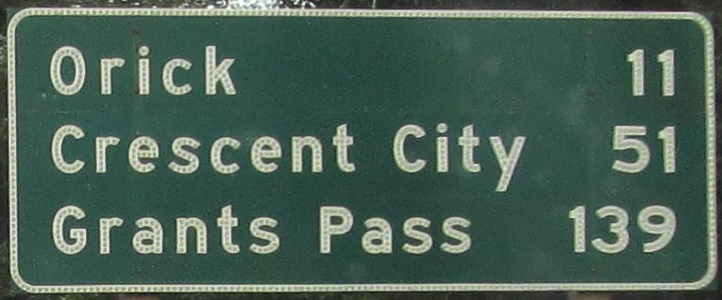 Orick 11
Crescent City 51
Grants Pass 139